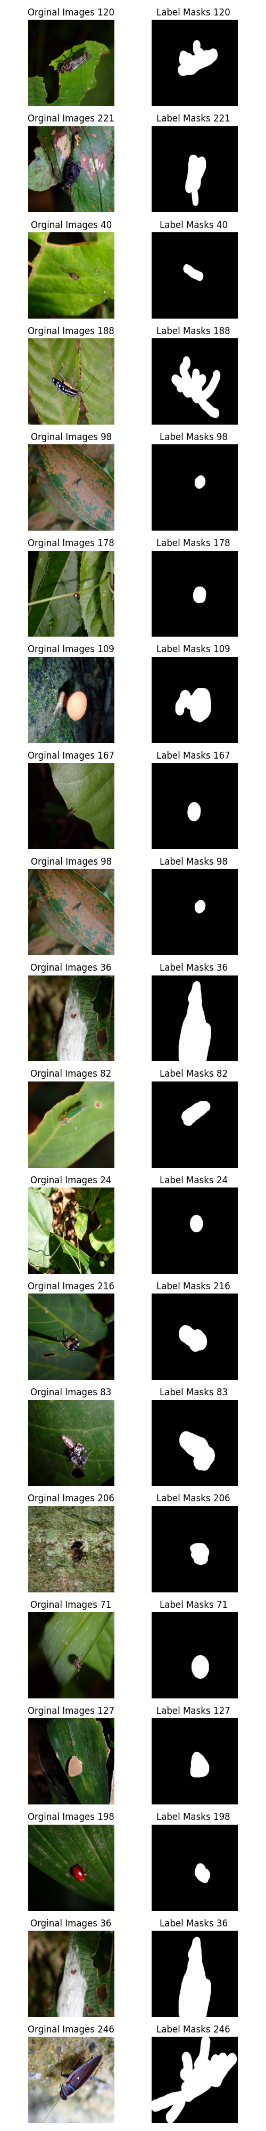 Orginal Images 120 Label Masks 120
Orginal Images 221 Label Masks 221
Orginal Images 40 Label Masks 40
Orginal Images 188 Label Masks 188
Orginal Images 98 Label Masks 98
Orginal Images 178 Label Masks 178
Orginal Images 109 Label Masks 109
Orginal Images 167 Label Masks 167
Orginal Images 98 Label Masks 98
Orginal Images 36 Label Masks 36
Orginal Images 82 Label Masks 82
Orginal Images 24 Label Masks 24
Orginal Images 216 Label Masks 216
Orginal Images 83 Label Masks 83
Orginal Images 206 Label Masks 206
Orginal Images 71 Label Masks 71
Orginal Images 127 Label Masks 127
Orginal Images 198 Label Masks 198
Orginal Images 36 Label Masks 36
Orginal Images 246 Label Masks 246